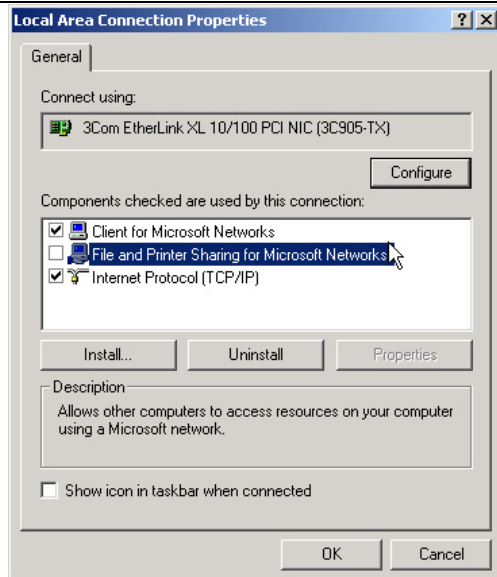 Local Area Connection Properties
General
Connect using:
3Com EtherLink XL 10/100 PCI NIC (3C905-TX)
Configure
Components checked are used by this connection:
Client for Microsoft Networks
File and Printer Sharing for Microsoft Networks
Internet Protocol (TCP/IP)
Install... Uninstall Properties
Description
Allows other computers to access resources on your computer
using a Microsoft network.
Show icon in taskbar when connected
OK Cancel